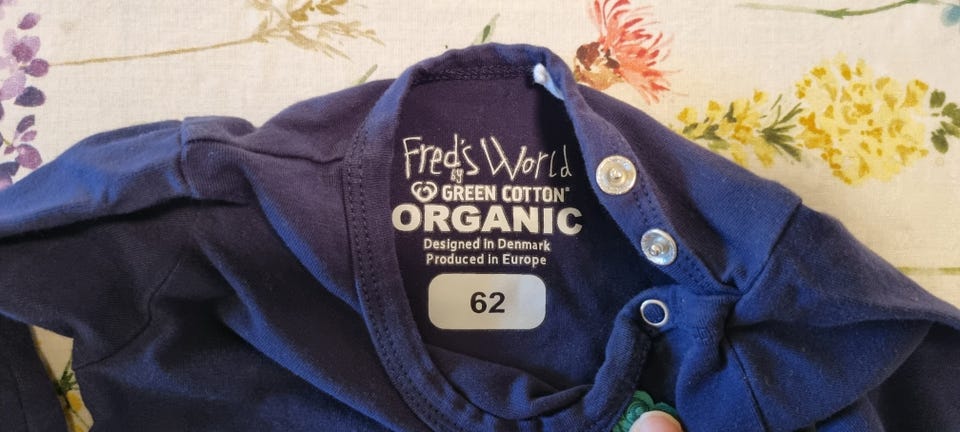 Fred's World
by
GREEN COTTON®
ORGANIC
Designed in Denmark
Produced in Europe
62